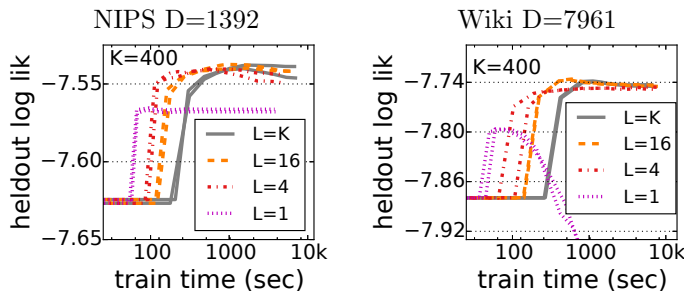 NIPS D=1392
K=400
heldout log lik
−7.55
−7.60
−7.65
L=K
L=16
L=4
L=1
100 1000 10k
train time (sec)
Wiki D=7961
K=400
heldout log lik
−7.74
−7.80
−7.86
−7.92
L=K
L=16
L=4
L=1
100 1000 10k
train time (sec)